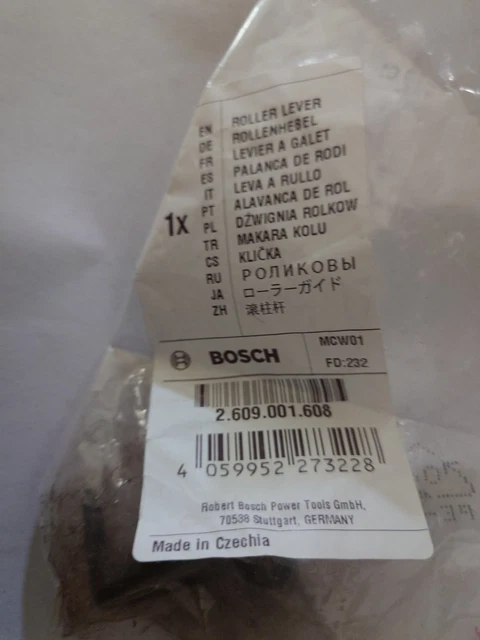 EN ROLLER LEVER
DE ROLLENHEBEL
FR LEVIER A GALET
ES PALANCA DE RODI
IT LEVA A RULLO
PT ALAVANCA DE ROL
1x
PL DŹWIGNIA ROLKOW
TR MAKARA KOLU
CS KLIČKA
RU РОЛИКОВЫ
JA ローラーガイド
ZH 滚柱杆
BOSCH
MCW01
FD:232
2.609.001.608
4 059952 273228
Robert Bosch Power Tools GmbH,
70538 Stuttgart, GERMANY
Made in Czechia